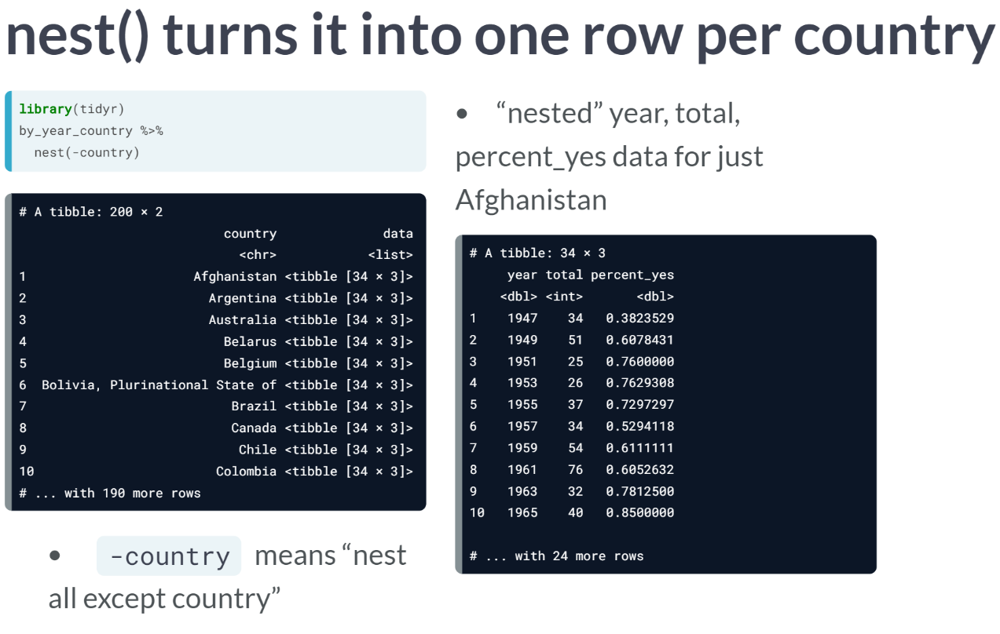 nest() turns it into one row per country
library(tidyr)
by_year_country %>%
  nest(-country)
# A tibble: 200 × 2
country data
<chr> <list>
1 Afghanistan <tibble [34 × 3]>
2 Argentina <tibble [34 × 3]>
3 Australia <tibble [34 × 3]>
4 Belarus <tibble [34 × 3]>
5 Belgium <tibble [34 × 3]>
6 Bolivia, Plurinational State of <tibble [34 × 3]>
7 Brazil <tibble [34 × 3]>
8 Canada <tibble [34 × 3]>
9 Chile <tibble [34 × 3]>
10 Colombia <tibble [34 × 3]>
# ... with 190 more rows
• -country means “nest
all except country”
• “nested” year, total,
percent_yes data for just
Afghanistan
# A tibble: 34 × 3
year total percent_yes
<dbl> <int> <dbl>
1 1947 34 0.3823529
2 1949 51 0.6078431
3 1951 25 0.7600000
4 1953 26 0.7629308
5 1955 37 0.7297297
6 1957 34 0.5294118
7 1959 54 0.6111111
8 1961 76 0.6052632
9 1963 32 0.7812500
10 1965 40 0.8500000
# ... with 24 more rows